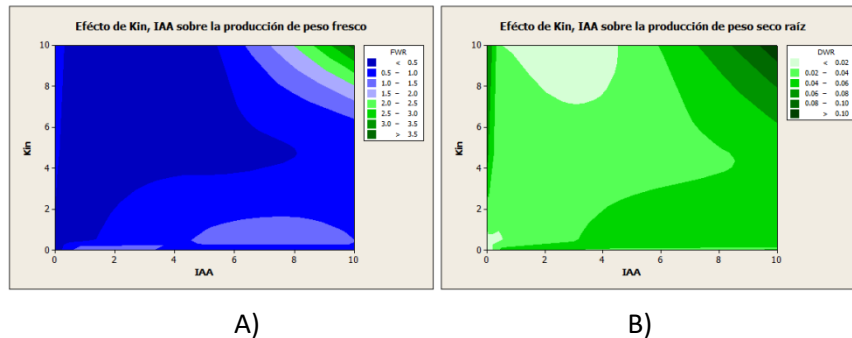 Efécto de Kin, IAA sobre la producción de peso fresco
FWR
< 0.5
0.5 – 1.0
1.0 – 1.5
1.5 – 2.0
2.0 – 2.5
2.5 – 3.0
3.0 – 3.5
> 3.5
Kin
10
8
6
4
2
0
0 2 4 6 8 10
IAA
A)
Efécto de Kin, IAA sobre la producción de peso seco raíz
DWR
< 0.02
0.02 – 0.04
0.04 – 0.06
0.06 – 0.08
0.08 – 0.10
> 0.10
Kin
10
8
6
4
2
0
0 2 4 6 8 10
IAA
B)